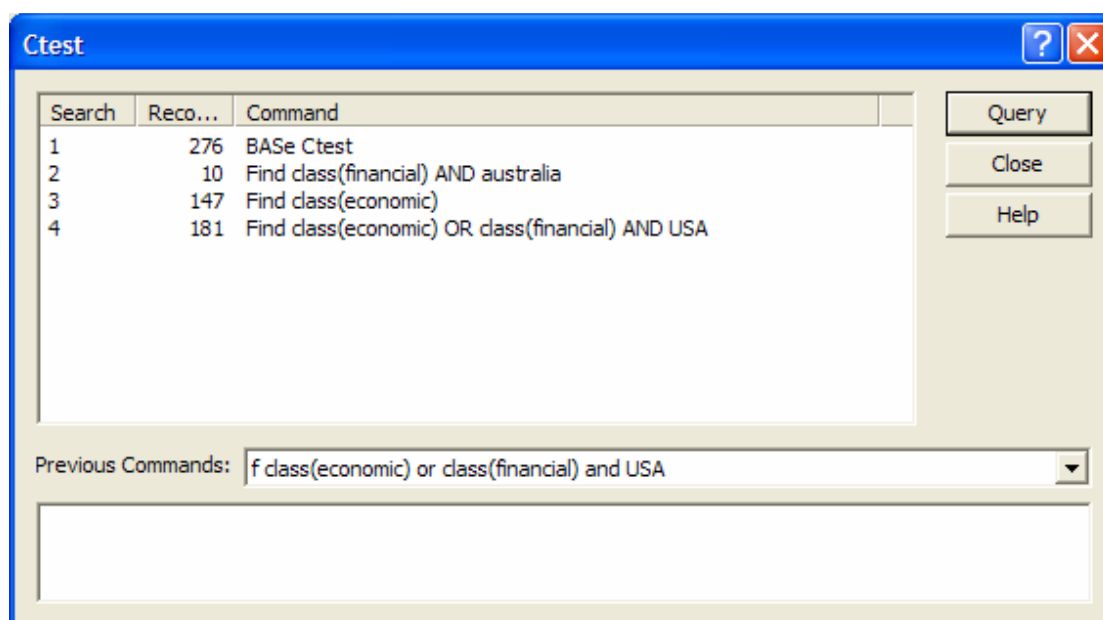 Ctest
Search Reco... Command
1 276 BASe Ctest
2 10 Find class(financial) AND australia
3 147 Find class(economic)
4 181 Find class(economic) OR class(financial) AND USA
Query
Close
Help
Previous Commands: f class(economic) or class(financial) and USA